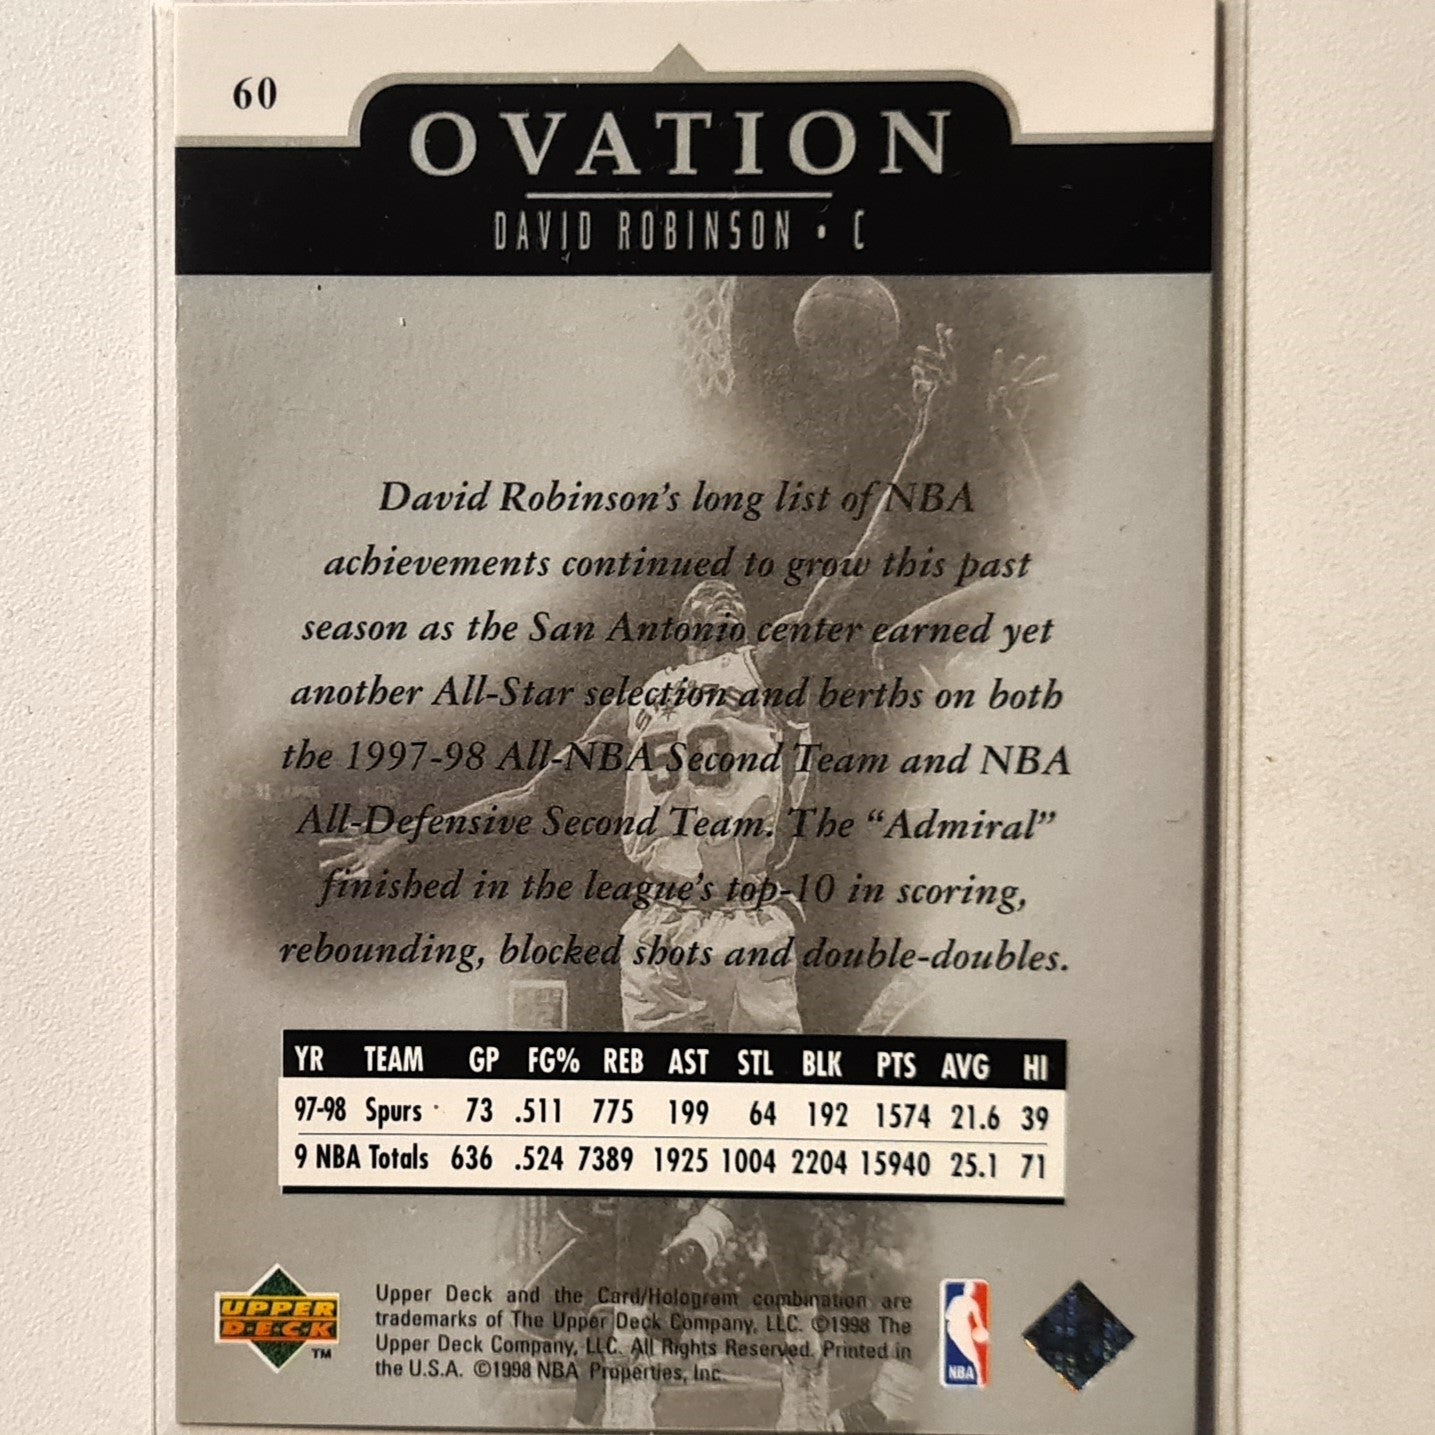 60
OVATION
DAVID ROBINSON • C
David Robinson's long list of NBA
achievements continued to grow this past
season as the San Antonio center earned yet
another All-Star selection and berths on both
the 1997-98 All-NBA Second Team and NBA
All-Defensive Second Team. The “Admiral”
finished in the league's top-10 in scoring,
rebounding, blocked shots and double-doubles.
SPURS
50
YR TEAM GP FG% REB AST STL BLK PTS AVG HI
97-98 Spurs 73 .511 775 199 64 192 1574 21.6 39
9 NBA Totals 636 .524 7389 1925 1004 2204 15940 25.1 71
UPPER
DECK
TM
Upper Deck and the Card/Hologram combination are
trademarks of The Upper Deck Company, LLC. ©1998 The
Upper Deck Company, LLC. All Rights Reserved. Printed in
the U.S.A. ©1998 NBA Properties, Inc.
NBA